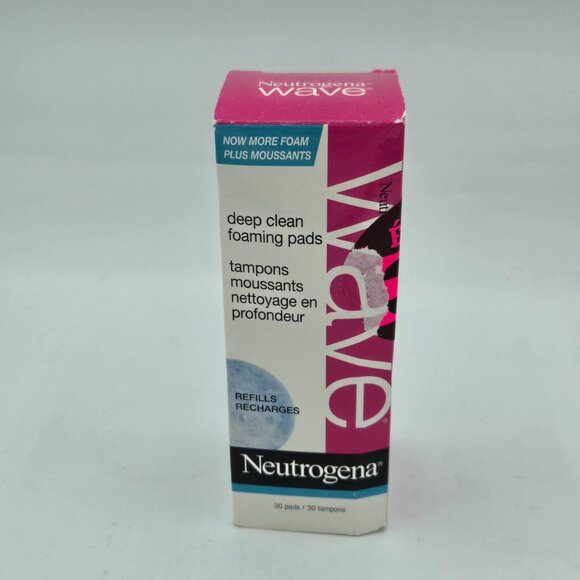 Neutrogena
wave®
NOW MORE FOAM
PLUS MOUSSANTS
deep clean
foaming pads
tampons
moussants
nettoyage en
profondeur
wave®
Neut
É
REFILLS
RECHARGES
Neutrogena®
30 pads / 30 tampons